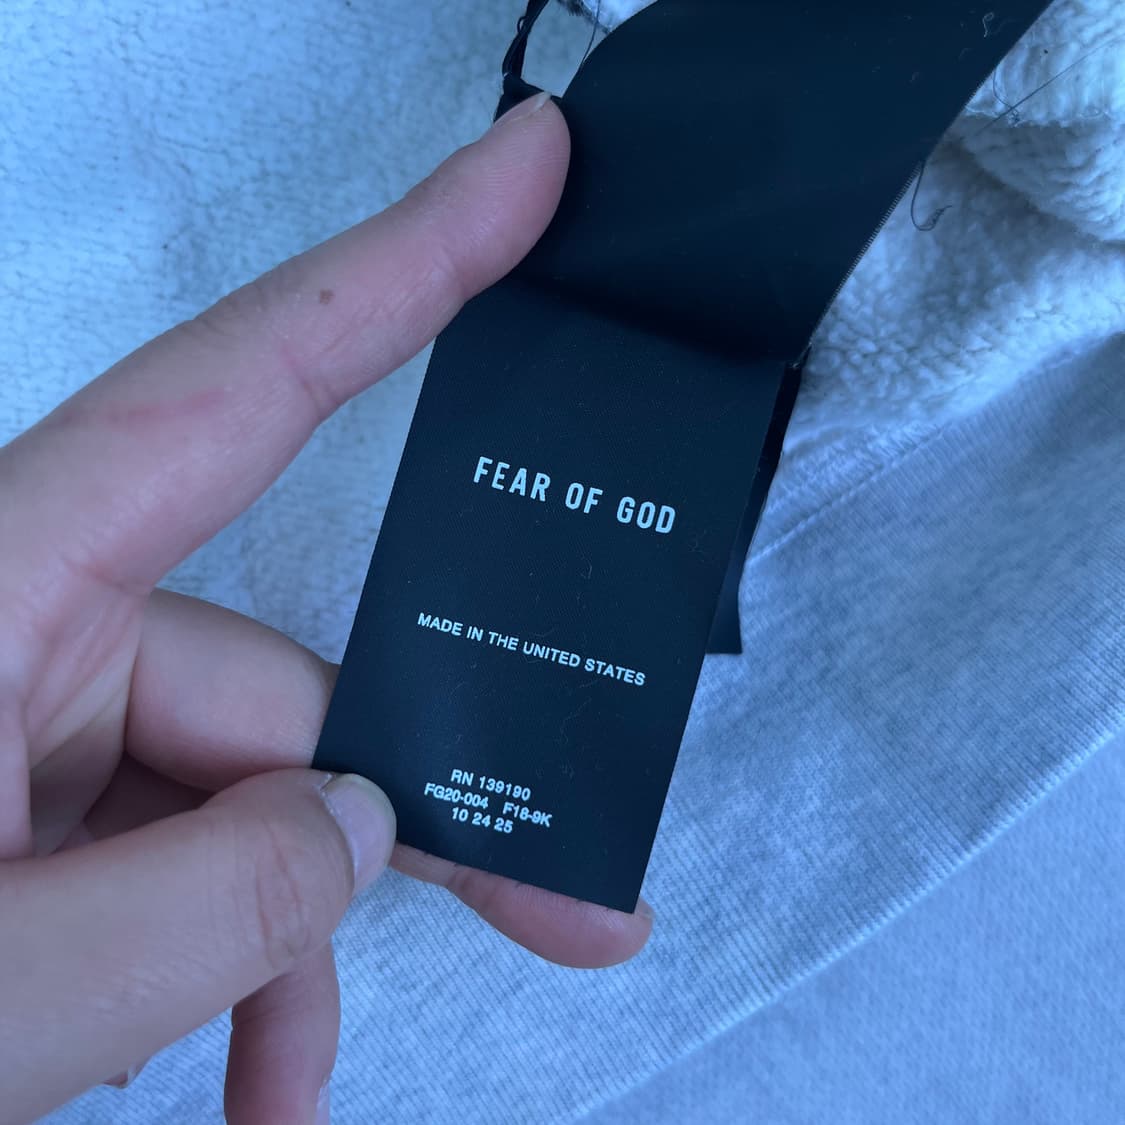 FEAR OF GOD
MADE IN THE UNITED STATES
RN 139190
FG20-004 F18-9K
10 24 25